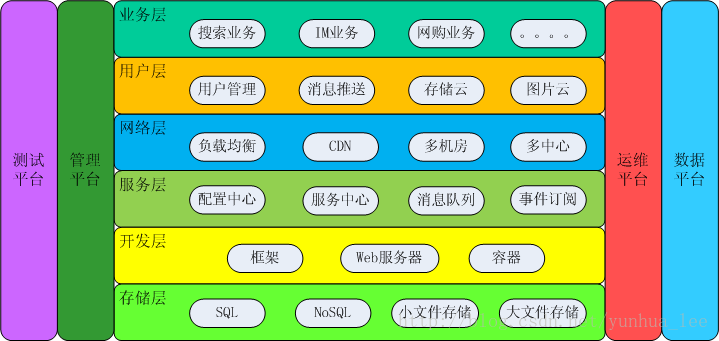 业务层
搜索业务
IM业务
网购业务
。。。。
用户层
用户管理
消息推送
存储云
图片云
网络层
负载均衡
CDN
多机房
多中心
测试
平台
管理
平台
运维
平台
数据
平台
服务层
配置中心
服务中心
消息队列
事件订阅
开发层
框架
Web服务器
容器
存储层
SQL
NoSQL
小文件存储
大文件存储
http://blog.csdn.net/yunhua_lee